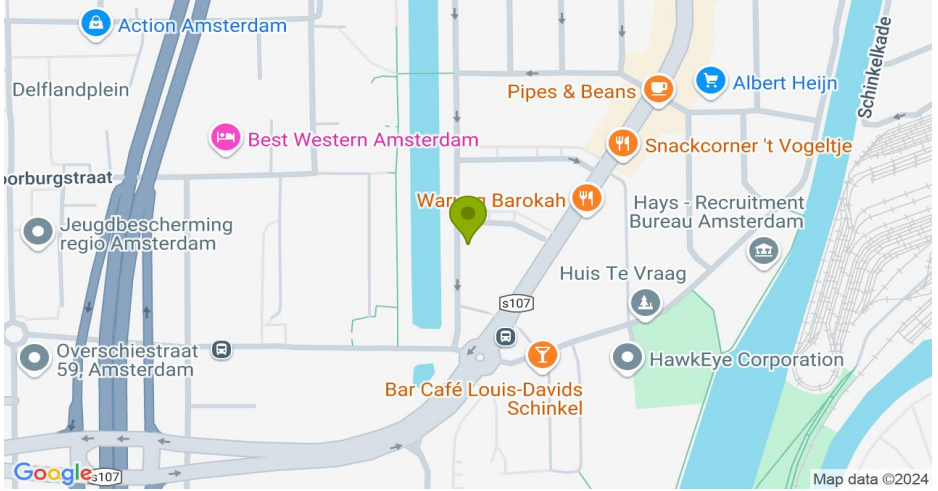 Action Amsterdam
Schinkelkade
Delflandplein
Pipes & Beans
Albert Heijn
Best Western Amsterdam
Snackcorner 't Vogeltje
oorburgstraat
Barokah
Hays - Recruitment
Bureau Amsterdam
Jeugdbescherming
regio Amsterdam
Huis Te Vraag
s107
Overschiestraat
59, Amsterdam
HawkEye Corporation
Bar Café Louis-Davids
Schinkel
Google
s107
Map data ©2024